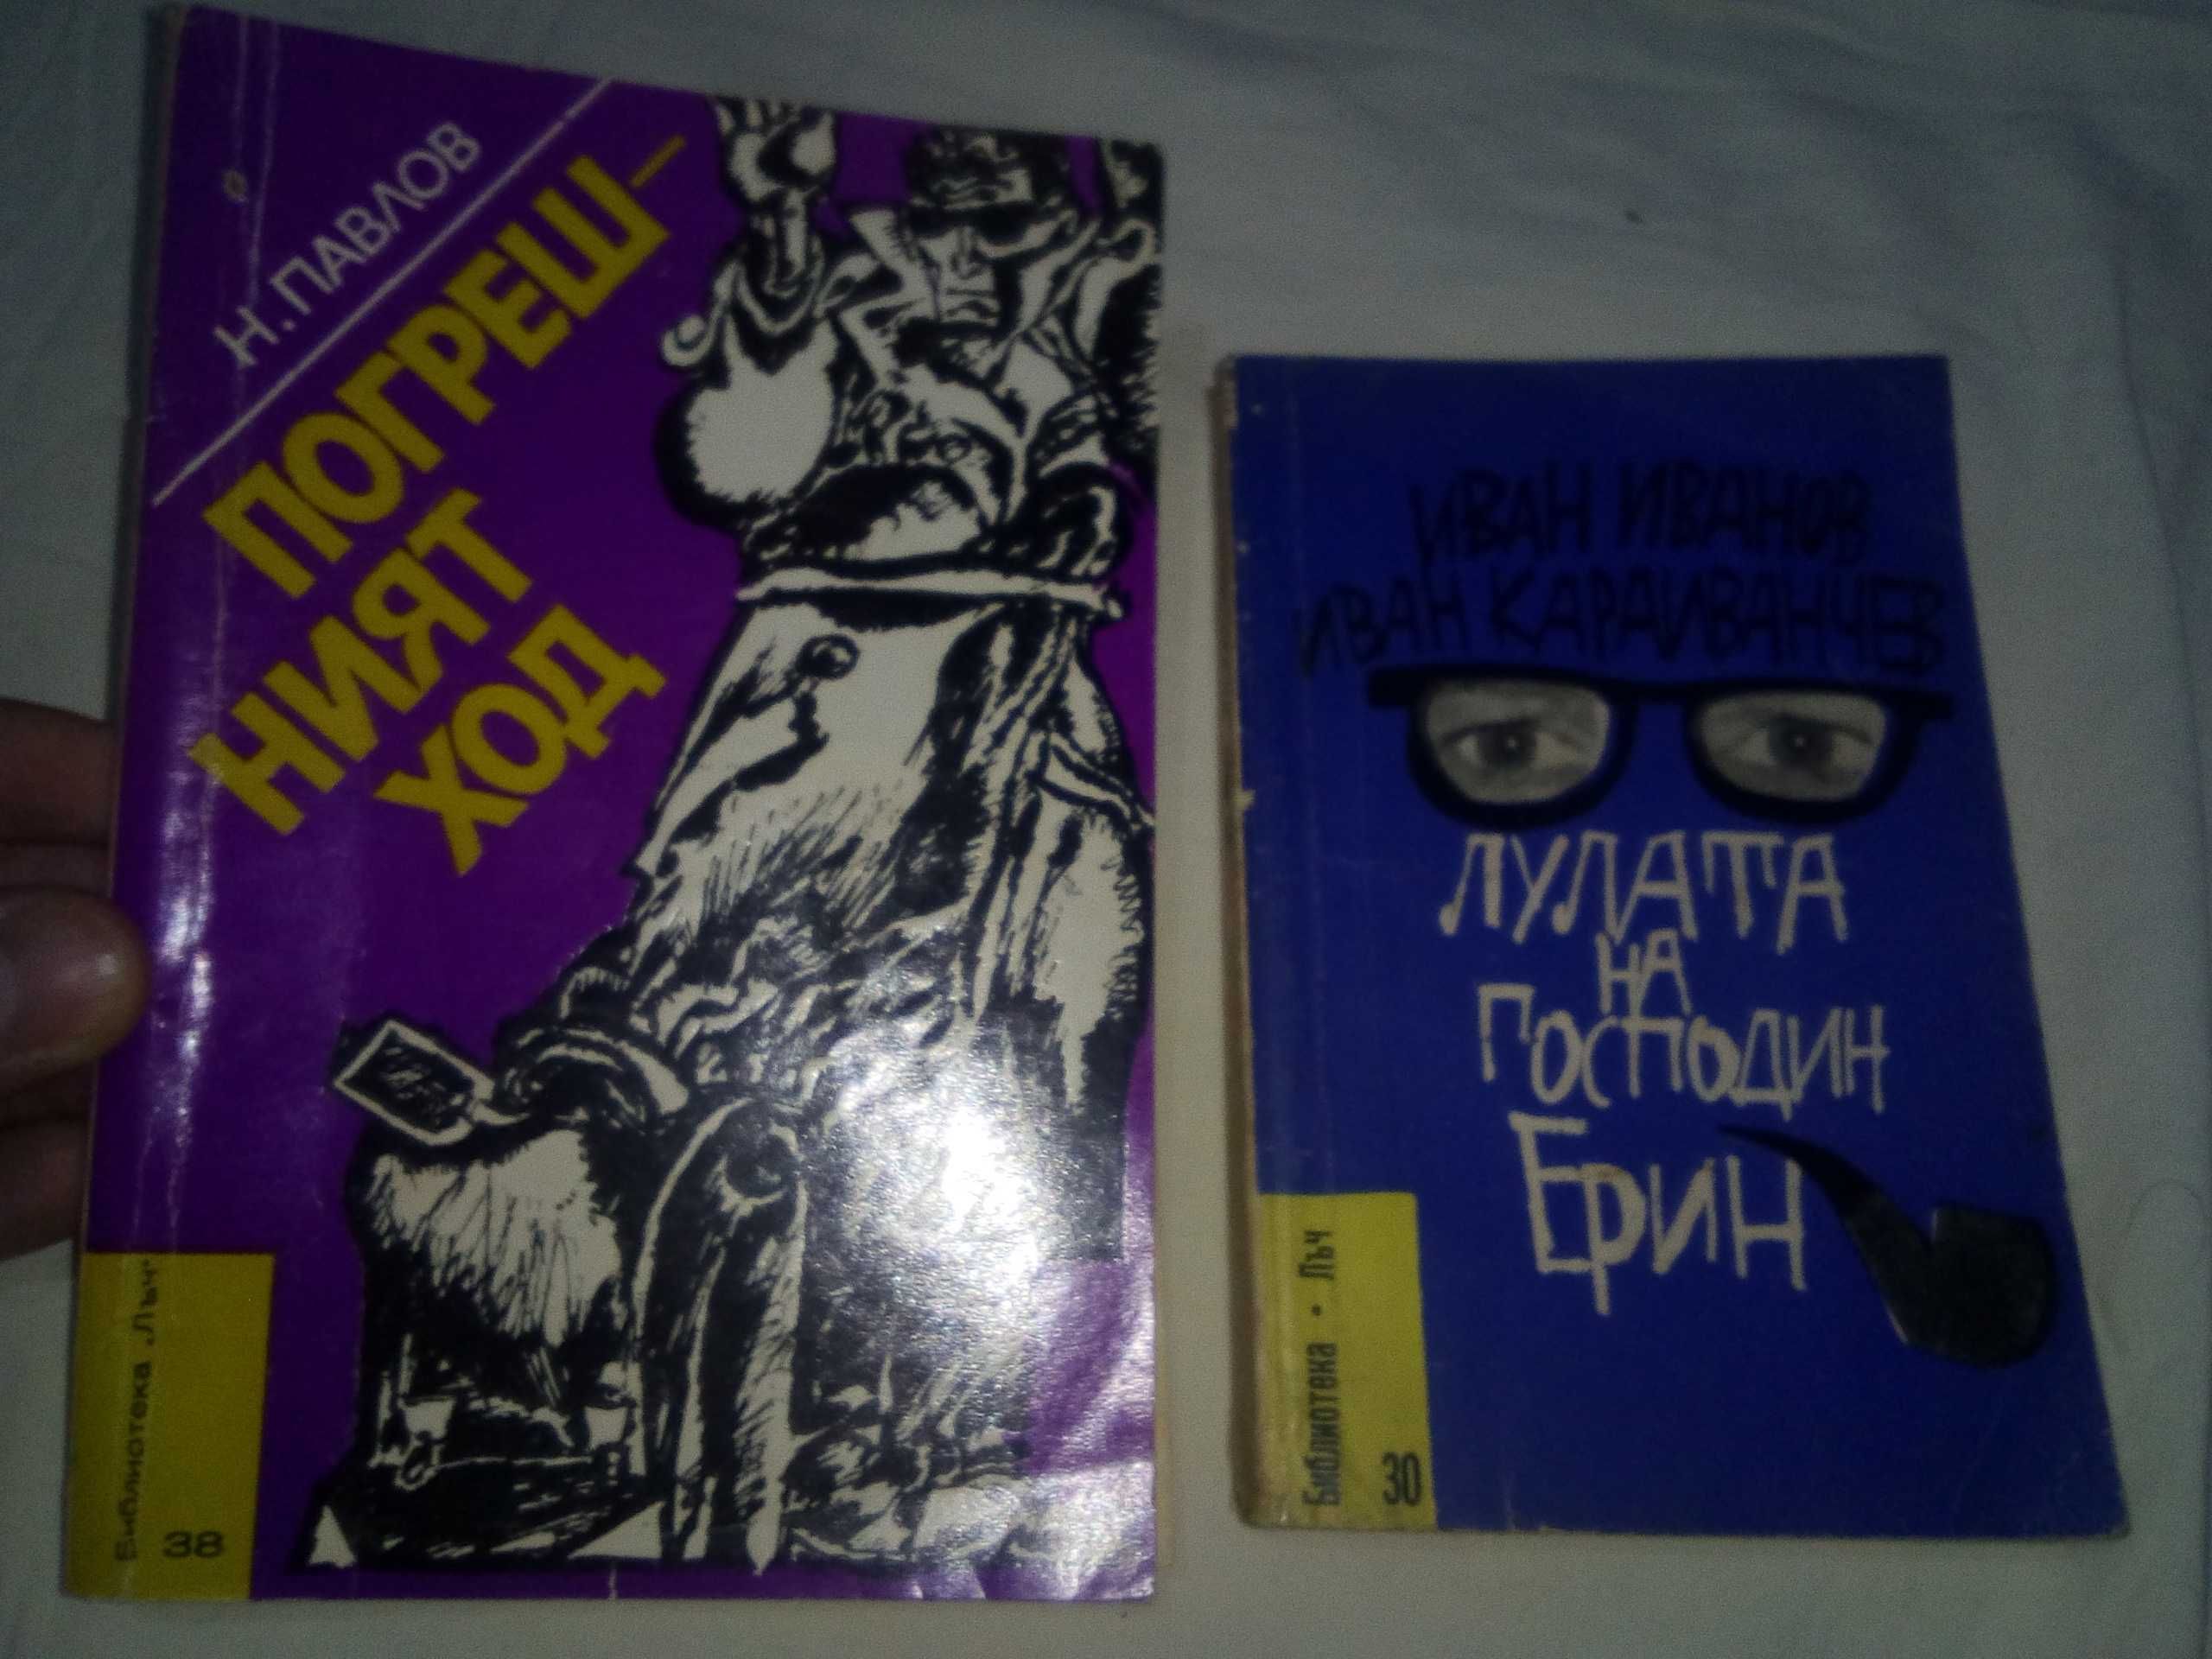 Н. ПАВЛОВ
ПОГРЕШ-
НИЯТ
ХОД
Библиотека „Лъч“
38
ИВАН ИВАНОВ
ИВАН КАРАИВАНЧЕВ
ЛУЛАТА
НА
ГОСПОДИН
ЕРИН
Библиотека • Лъч
30